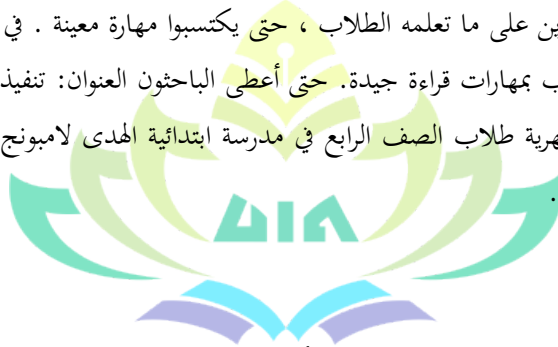 ين على ما تعلمه الطلاب ، حتى يكتسبوا مهارة معينة . في
ب بمهارات قراءة جيدة. حتى أعطى الباحثون العنوان: تنفيذ
هرية طلاب الصف الرابع في مدرسة ابتدائية الهدى لامبونج
.
UIN